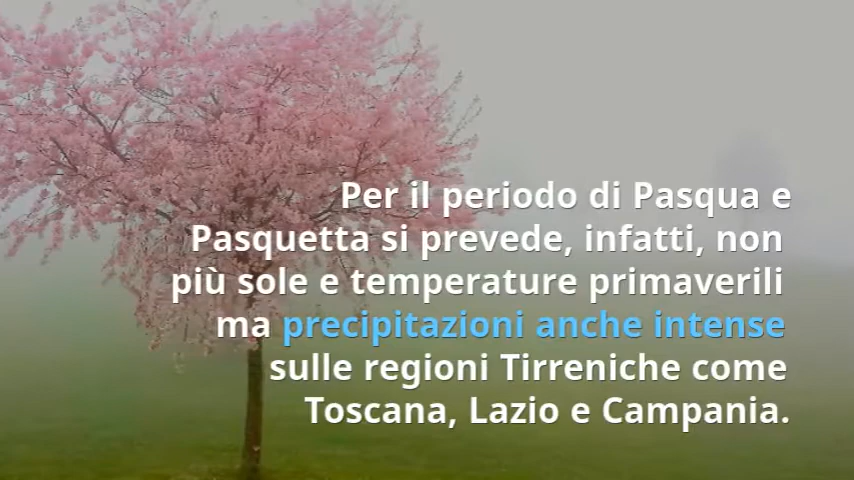 Per il periodo di Pasqua e
Pasquetta si prevede, infatti, non
più sole e temperature primaverili
ma precipitazioni anche intense
sulle regioni Tirreniche come
Toscana, Lazio e Campania.